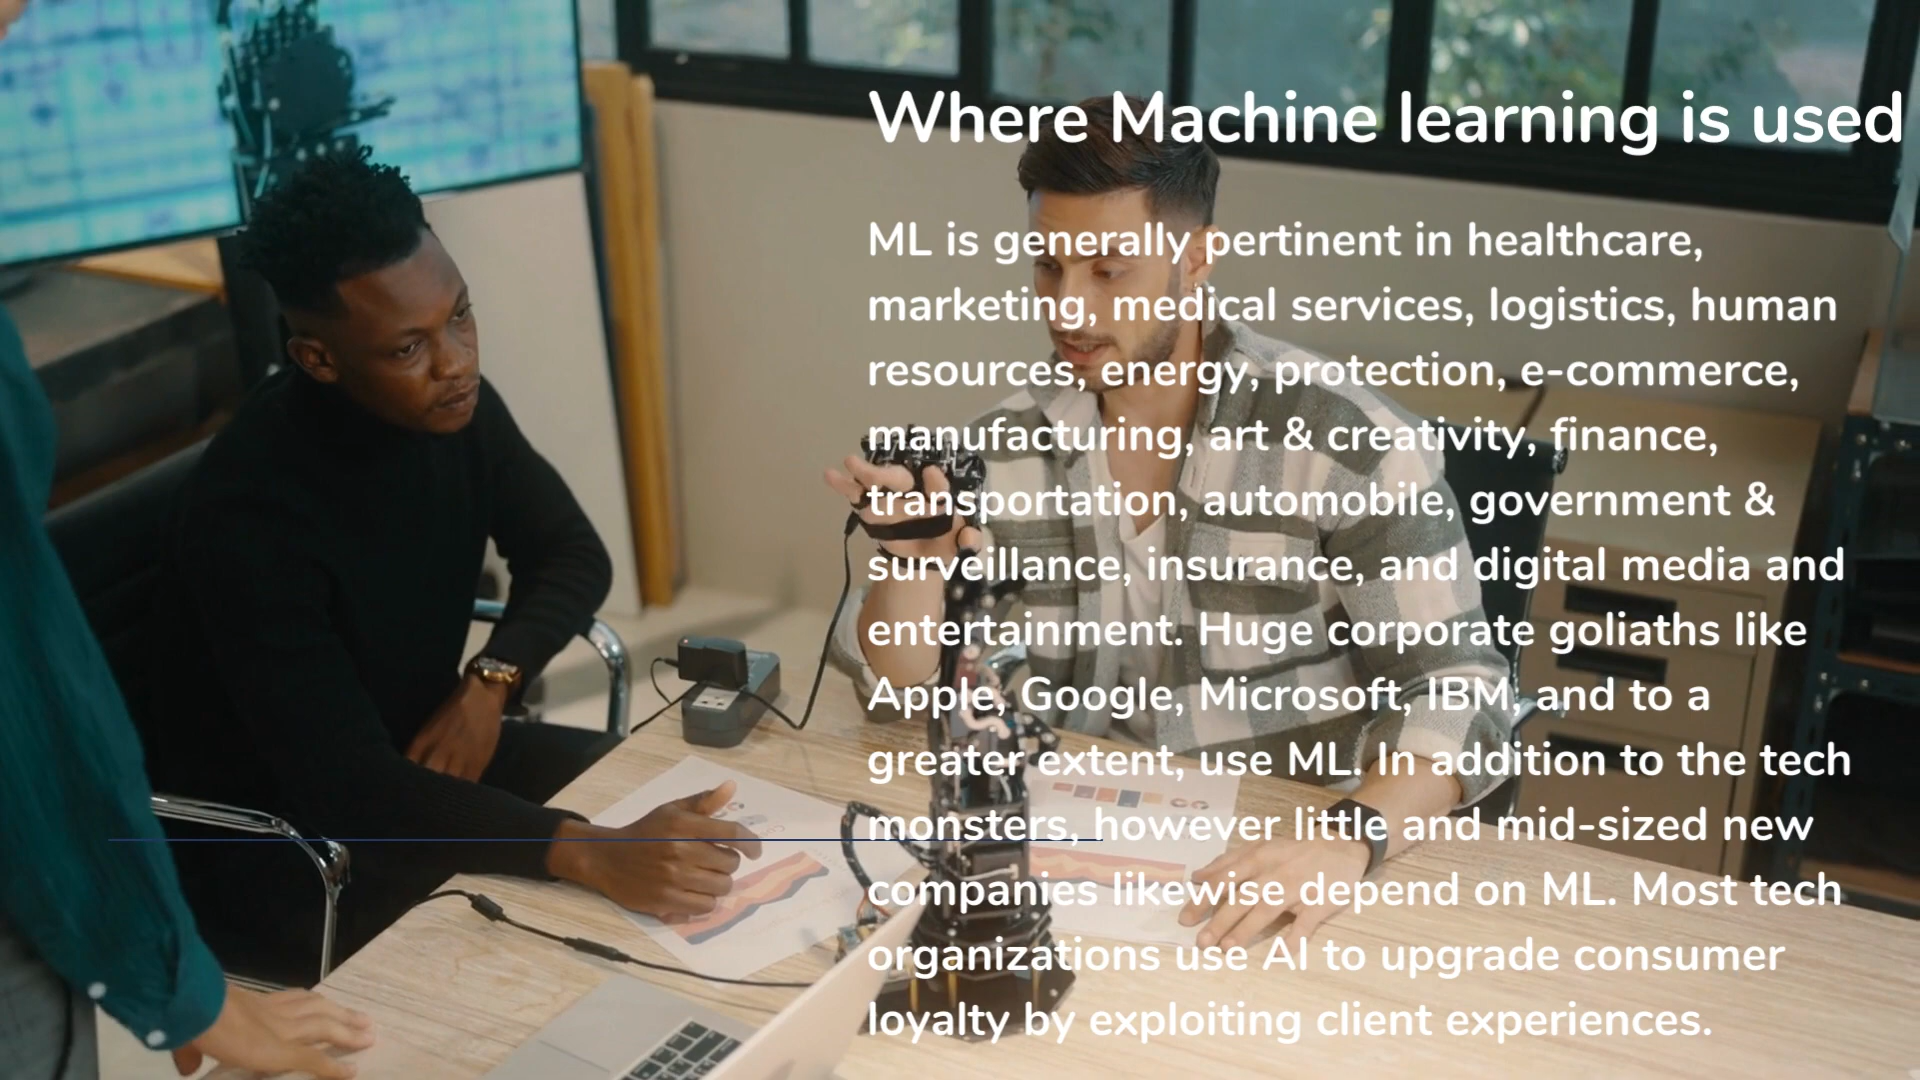 Where Machine learning is used
ML is generally pertinent in healthcare,
marketing, medical services, logistics, human
resources, energy, protection, e-commerce,
manufacturing, art & creativity, finance,
transportation, automobile, government &
surveillance, insurance, and digital media and
entertainment. Huge corporate goliaths like
Apple, Google, Microsoft, IBM, and to a
greater extent, use ML. In addition to the tech
monsters, however little and mid-sized new
companies likewise depend on ML. Most tech
organizations use AI to upgrade consumer
loyalty by exploiting client experiences.